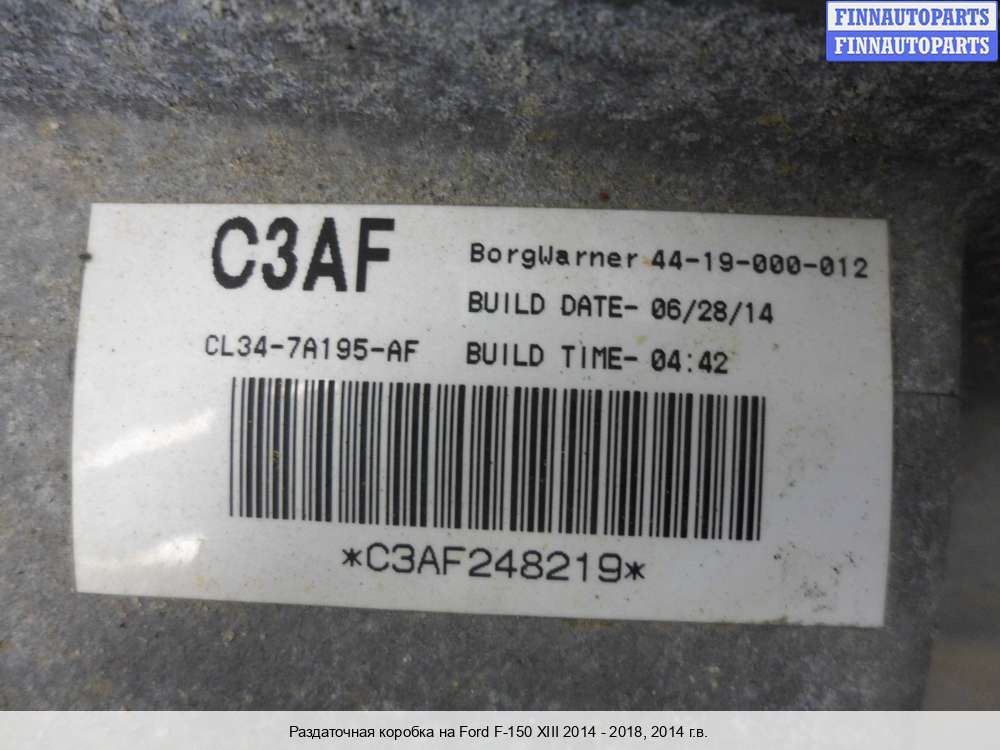 FINNAUTOPARTS
FINNAUTOPARTS
C3AF
BorgWarner 44-19-000-012
BUILD DATE- 06/28/14
CL34-7A195-AF
BUILD TIME- 04:42
*C3AF248219*
Раздаточная коробка на Ford F-150 XIII 2014 - 2018, 2014 г.в.